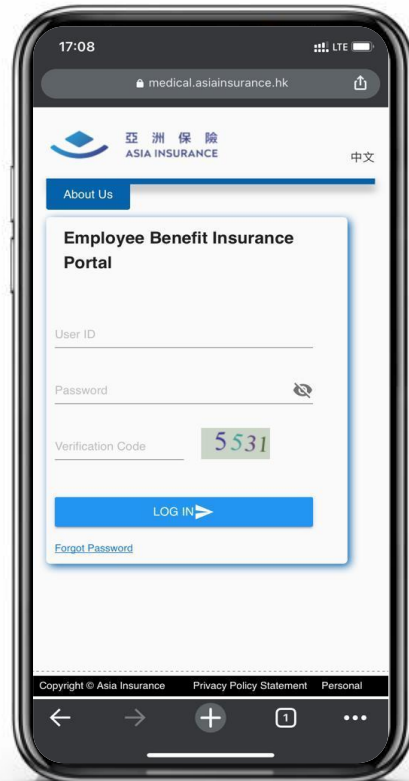 17:08
LTE
medical.asiainsurance.hk
亞洲保險
ASIA INSURANCE
中文
About Us
Employee Benefit Insurance
Portal
User ID
Password
Verification Code
5531
LOG IN
Forgot Password
Copyright © Asia Insurance Privacy Policy Statement Personal
1